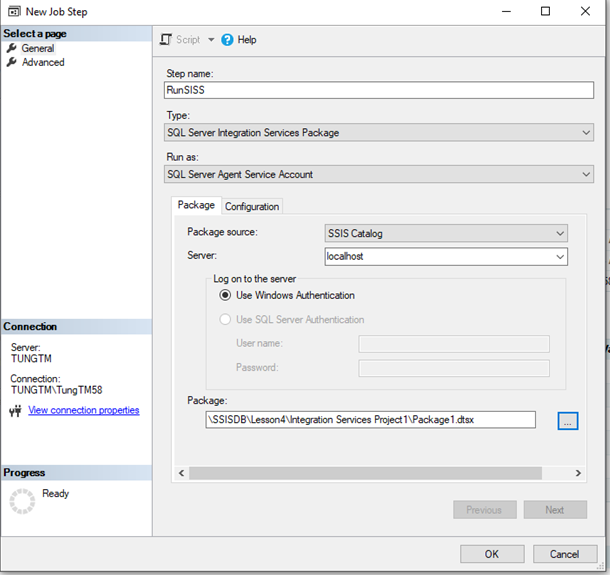 New Job Step
Select a page
General
Advanced
Script
Help
Step name:
RunSISS
Type:
SQL Server Integration Services Package
Run as:
SQL Server Agent Service Account
Package
Configuration
Package source:
SSIS Catalog
Server:
localhost
Log on to the server
Use Windows Authentication
Use SQL Server Authentication
User name:
Password:
Package:
\SSISDB\Lesson4\Integration Services Project1\Package1.dtsx
...
Connection
Server:
TUNGTM
Connection:
TUNGTM\TungTM58
View connection properties
Progress
Ready
Previous
Next
OK
Cancel